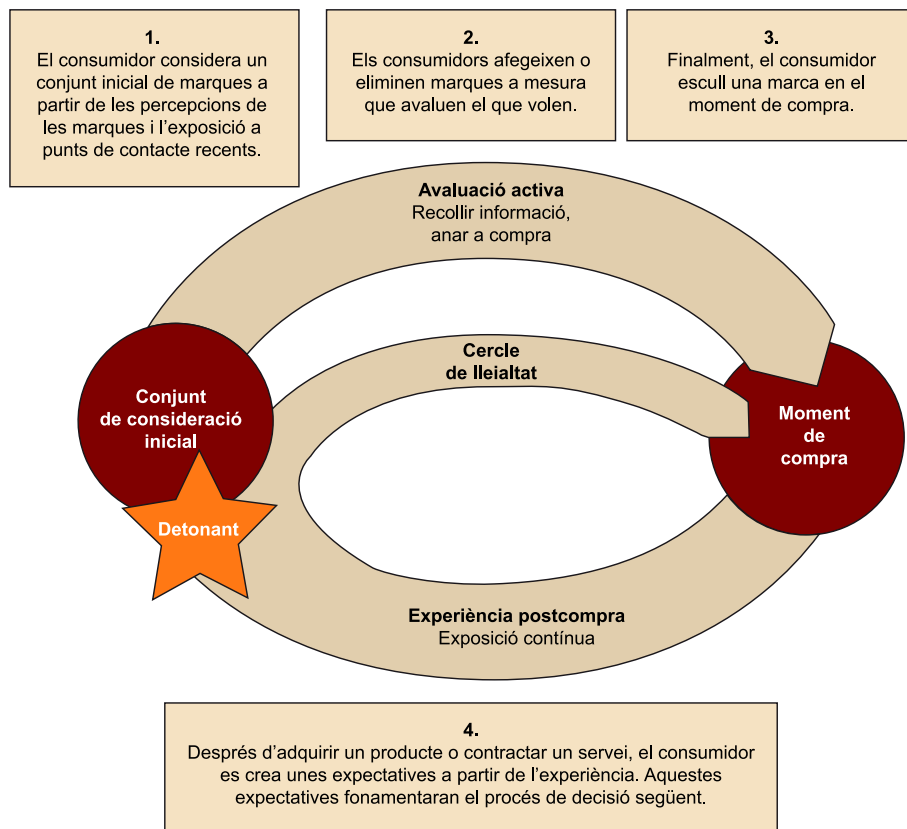 1.
El consumidor considera un
conjunt inicial de marques a
partir de les percepcions de
les marques i l’exposició a
punts de contacte recents.
2.
Els consumidors afegeixen o
eliminen marques a mesura
que avaluen el que volen.
3.
Finalment, el consumidor
escull una marca en el
moment de compra.
Avaluació activa
Recollir informació,
anar a compra
Cercle
de lleialtat
Conjunt
de consideració
inicial
Moment
de
compra
Detonant
Experiència postcompra
Exposició contínua
4.
Després d’adquirir un producte o contractar un servei, el consumidor
es crea unes expectatives a partir de l’experiència. Aquestes
expectatives fonamentaran el procés de decisió següent.